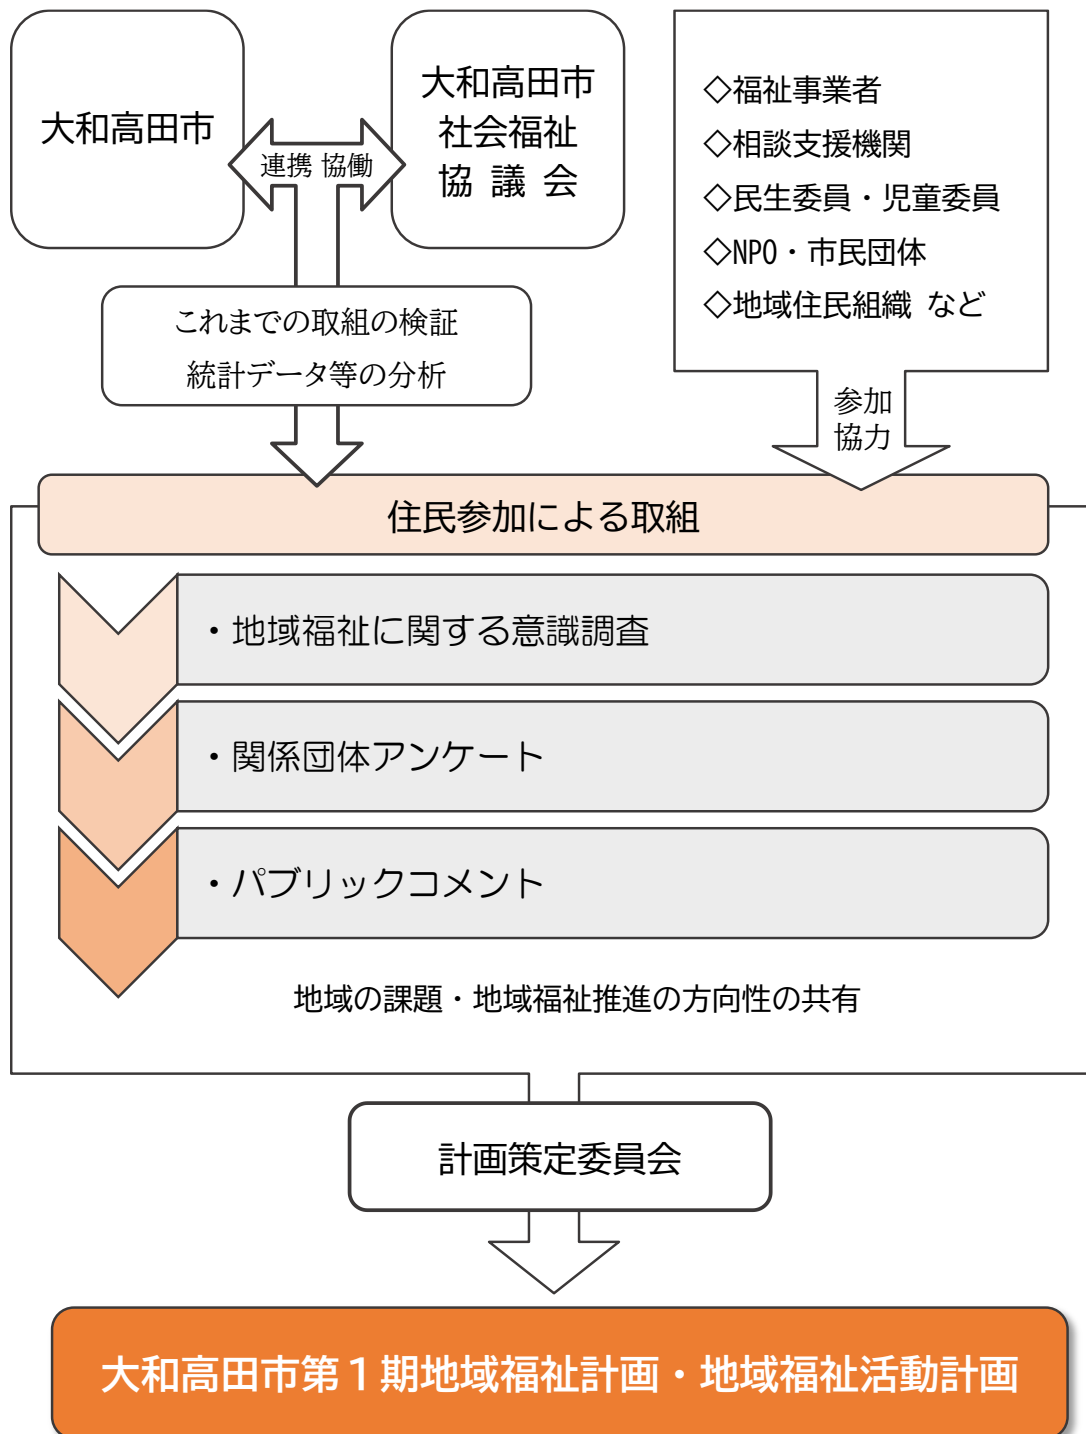 大和高田市
大和高田市
社会福祉
協 議 会
連携 協働
◇福祉事業者
◇相談支援機関
◇民生委員・児童委員
◇NPO・市民団体
◇地域住民組織 など
これまでの取組の検証
統計データ等の分析
参加
協力
住民参加による取組
・地域福祉に関する意識調査
・関係団体アンケート
・パブリックコメント
地域の課題・地域福祉推進の方向性の共有
計画策定委員会
大和高田市第１期地域福祉計画・地域福祉活動計画